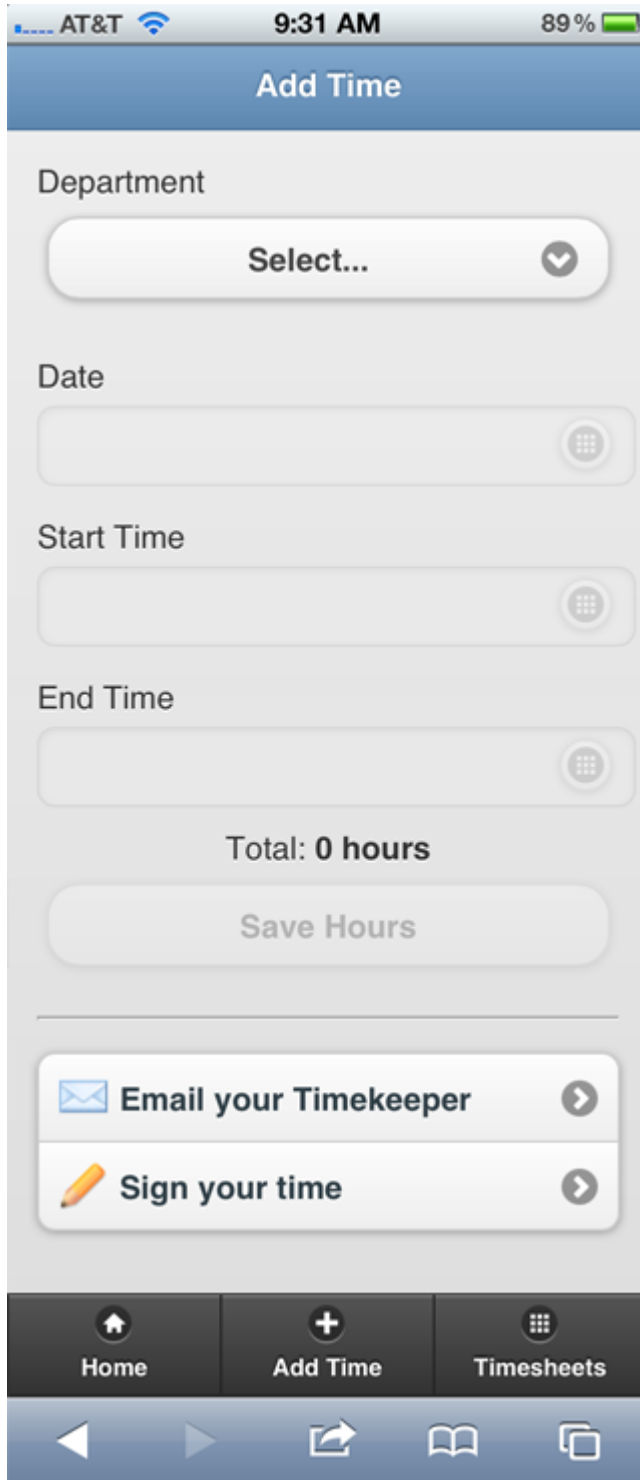 AT&T 9:31 AM 89%
Add Time
Department
Select...
Date
Start Time
End Time
Total: 0 hours
Save Hours
Email your Timekeeper
Sign your time
Home Add Time Timesheets